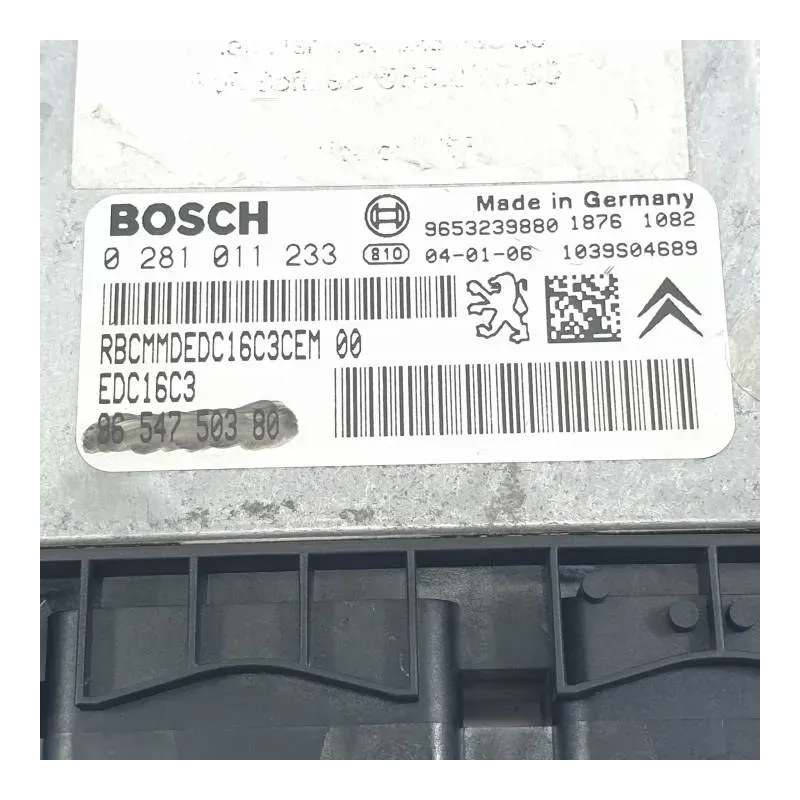 BOSCH
Made in Germany
9653239880 1876 1082
0 281 011 233
810 04-01-06 1039S04689
RBCMMDEDC16C3CEM 00
EDC16C3
96 547 503 80